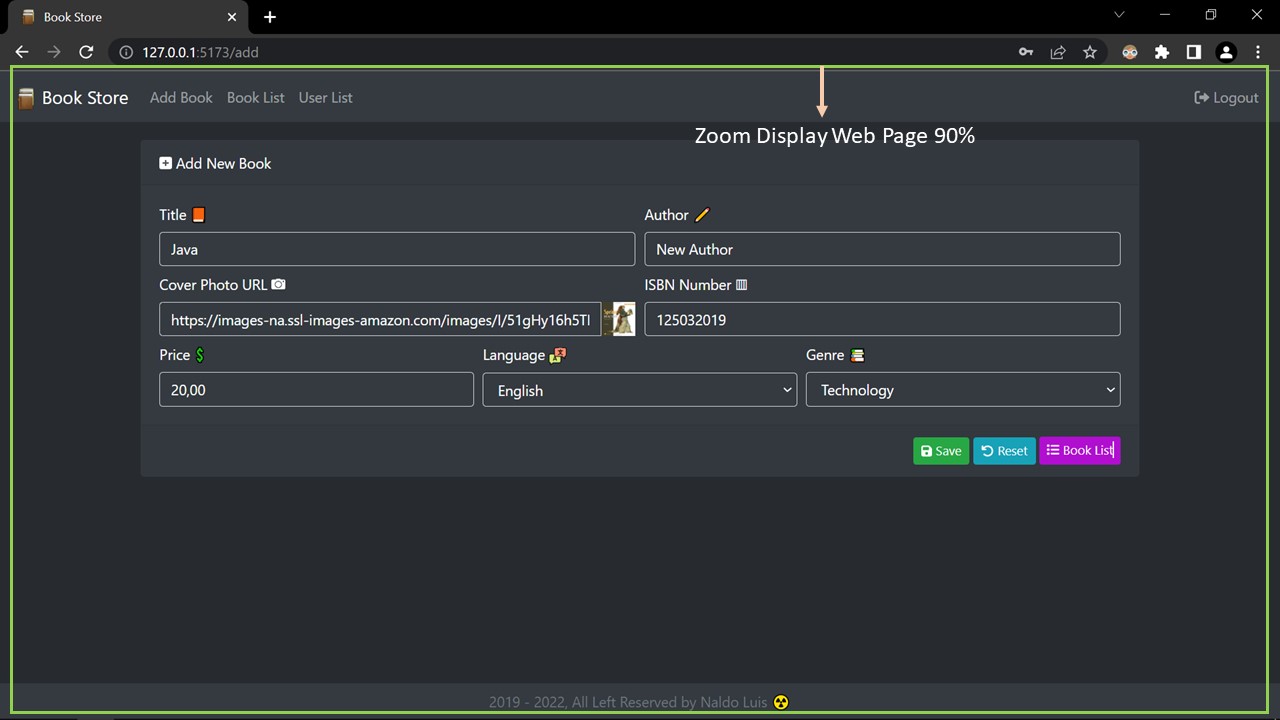 Book Store
127.0.0.1:5173/add
Book Store Add Book Book List User List Logout
Zoom Display Web Page 90%
Add New Book
Title Author
Java New Author
Cover Photo URL ISBN Number
https://images-na.ssl-images-amazon.com/images/I/51gHy16h5TI 125032019
Price $ Language Genre
20,00 English Technology
Save Reset Book List
2019 - 2022, All Left Reserved by Naldo Luis